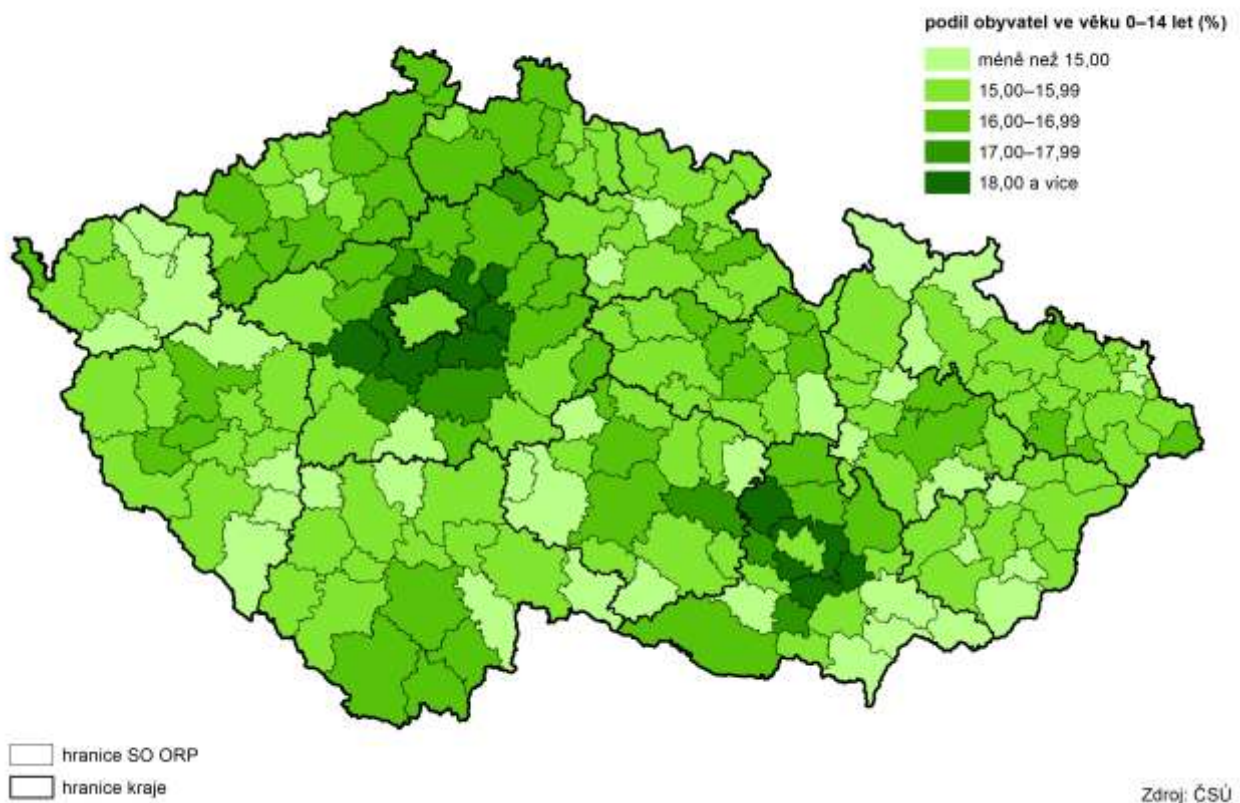 podíl obyvatel ve věku 0–14 let (%)
méně než 15,00
15,00–15,99
16,00–16,99
17,00–17,99
18,00 a více
hranice SO ORP
hranice kraje
Zdroj: ČSÚ